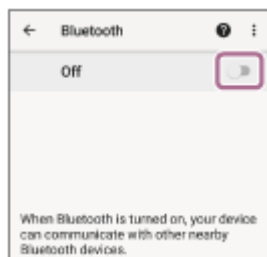 ← Bluetooth ? ⋮
Off
When Bluetooth is turned on, your device
can communicate with other nearby
Bluetooth devices.